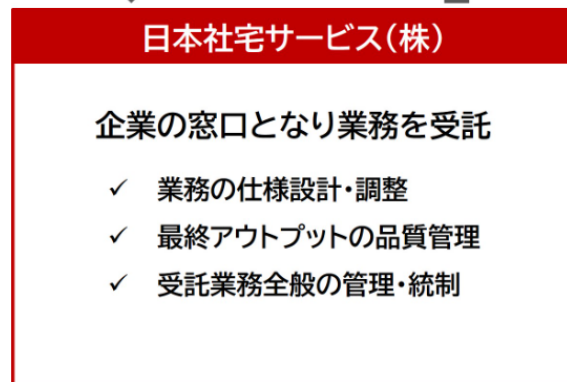 日本社宅サービス(株)
企業の窓口となり業務を受託
✓ 業務の仕様設計・調整
✓ 最終アウトプットの品質管理
✓ 受託業務全般の管理・統制